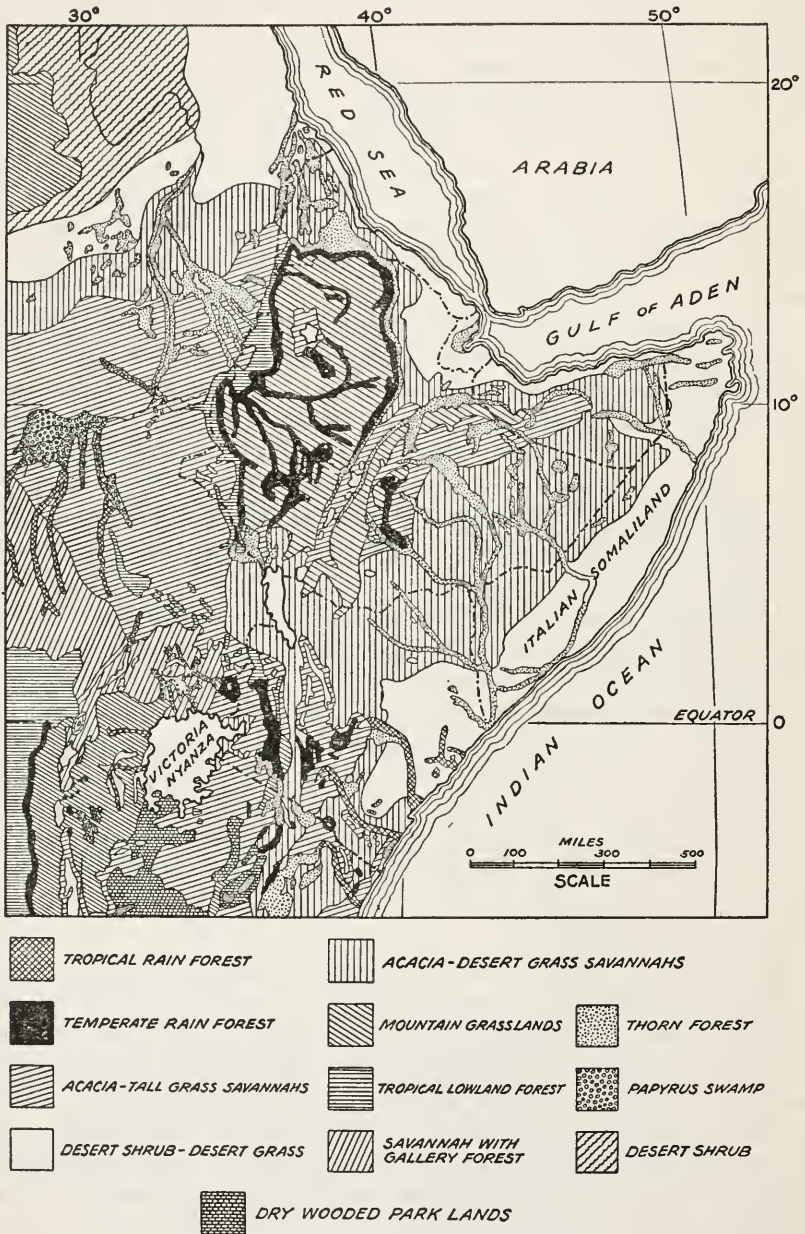 30°
40°
50°
20°
RED SEA
ARABIA
GULF OF ADEN
10°
ITALIAN SOMALILAND
INDIAN OCEAN
EQUATOR
0
VICTORIA
NYANZA
MILES
0 100 300 500
SCALE
TROPICAL RAIN FOREST
ACACIA-DESERT GRASS SAVANNAHS
TEMPERATE RAIN FOREST
MOUNTAIN GRASSLANDS
THORN FOREST
ACACIA-TALL GRASS SAVANNAHS
TROPICAL LOWLAND FOREST
PAPYRUS SWAMP
DESERT SHRUB-DESERT GRASS
SAVANNAH WITH
GALLERY FOREST
DESERT SHRUB
DRY WOODED PARK LANDS